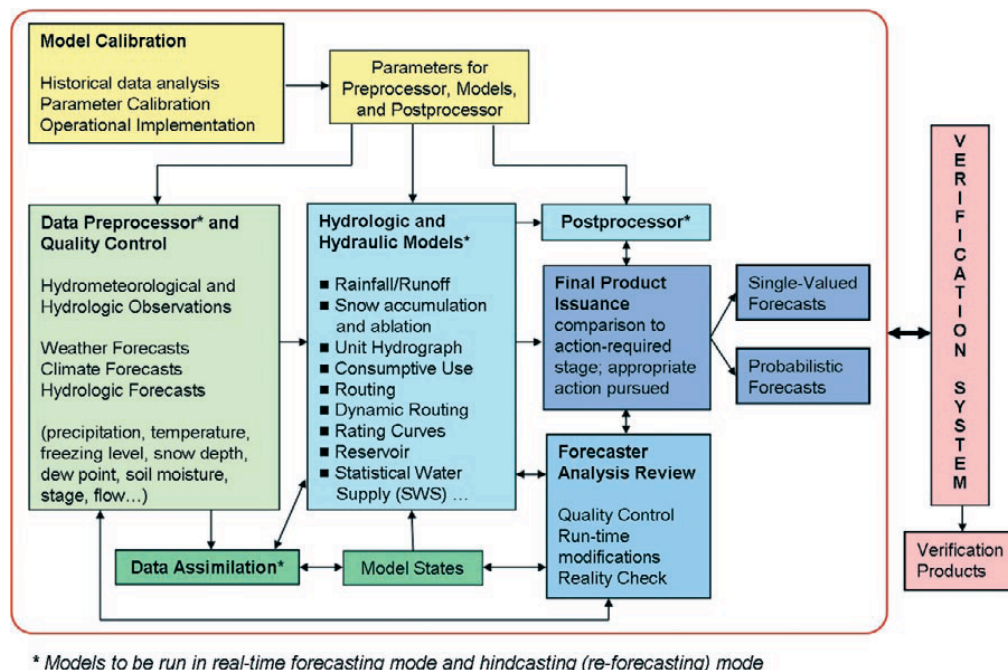 Model Calibration
Historical data analysis
Parameter Calibration
Operational Implementation
Parameters for
Preprocessor, Models,
and Postprocessor
Data Preprocessor* and
Quality Control
Hydrometeorological and
Hydrologic Observations
Weather Forecasts
Climate Forecasts
Hydrologic Forecasts
(precipitation, temperature,
freezing level, snow depth,
dew point, soil moisture,
stage, flow…)
Hydrologic and
Hydraulic Models*
■ Rainfall/Runoff
■ Snow accumulation
and ablation
■ Unit Hydrograph
■ Consumptive Use
■ Routing
■ Dynamic Routing
■ Rating Curves
■ Reservoir
■ Statistical Water
Supply (SWS) …
Postprocessor*
Final Product
Issuance
comparison to
action-required
stage; appropriate
action pursued
Single-Valued
Forecasts
Probabilistic
Forecasts
Forecaster
Analysis Review
Quality Control
Run-time
modifications
Reality Check
Data Assimilation*
Model States
VERIFICATION SYSTEM
Verification
Products
* Models to be run in real-time forecasting mode and hindcasting (re-forecasting) mode